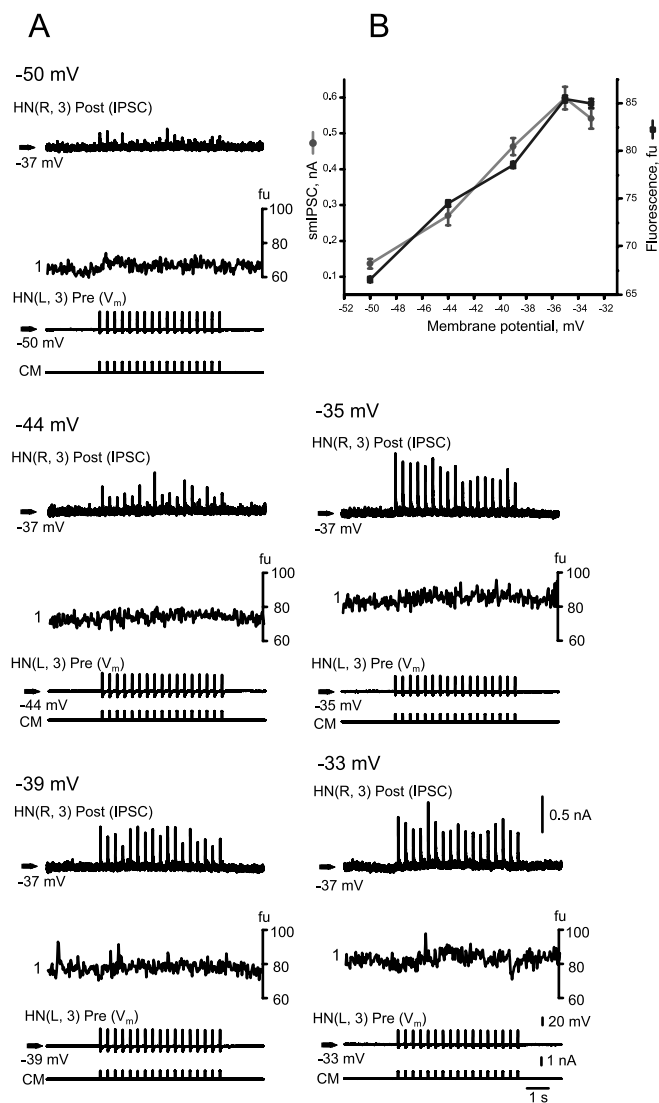 A
B
-50 mV
HN(R, 3) Post (IPSC)
-37 mV
fu
100
80
60
1
HN(L, 3) Pre (Vm)
-50 mV
CM
smIPSC, nA
0,6
0,5
0,4
0,3
0,2
0,1
-52 -50 -48 -46 -44 -42 -40 -38 -36 -34 -32
Membrane potential, mV
85
80
75
70
65
Fluorescence, fu
-44 mV
HN(R, 3) Post (IPSC)
-37 mV
fu
100
80
60
1
HN(L, 3) Pre (Vm)
-44 mV
CM
-35 mV
HN(R, 3) Post (IPSC)
-37 mV
fu
100
80
60
1
HN(L, 3) Pre (Vm)
-35 mV
CM
-39 mV
HN(R, 3) Post (IPSC)
-37 mV
fu
100
80
60
1
HN(L, 3) Pre (Vm)
-39 mV
CM
-33 mV
HN(R, 3) Post (IPSC)
0.5 nA
-37 mV
fu
100
80
60
1
HN(L, 3) Pre (Vm)
20 mV
-33 mV
1 nA
CM
1 s